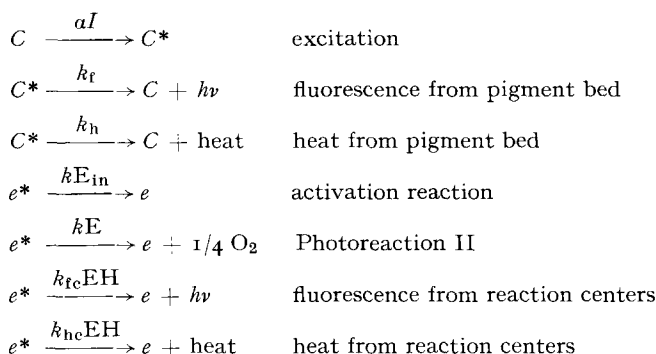 C —aI→ C* excitation
C* —k_f→ C + hν fluorescence from pigment bed
C* —k_h→ C + heat heat from pigment bed
e* —kE_in→ e activation reaction
e* —kE→ e + 1/4 O₂ Photoreaction II
e* —k_fc EH→ e + hν fluorescence from reaction centers
e* —k_hc EH→ e + heat heat from reaction centers